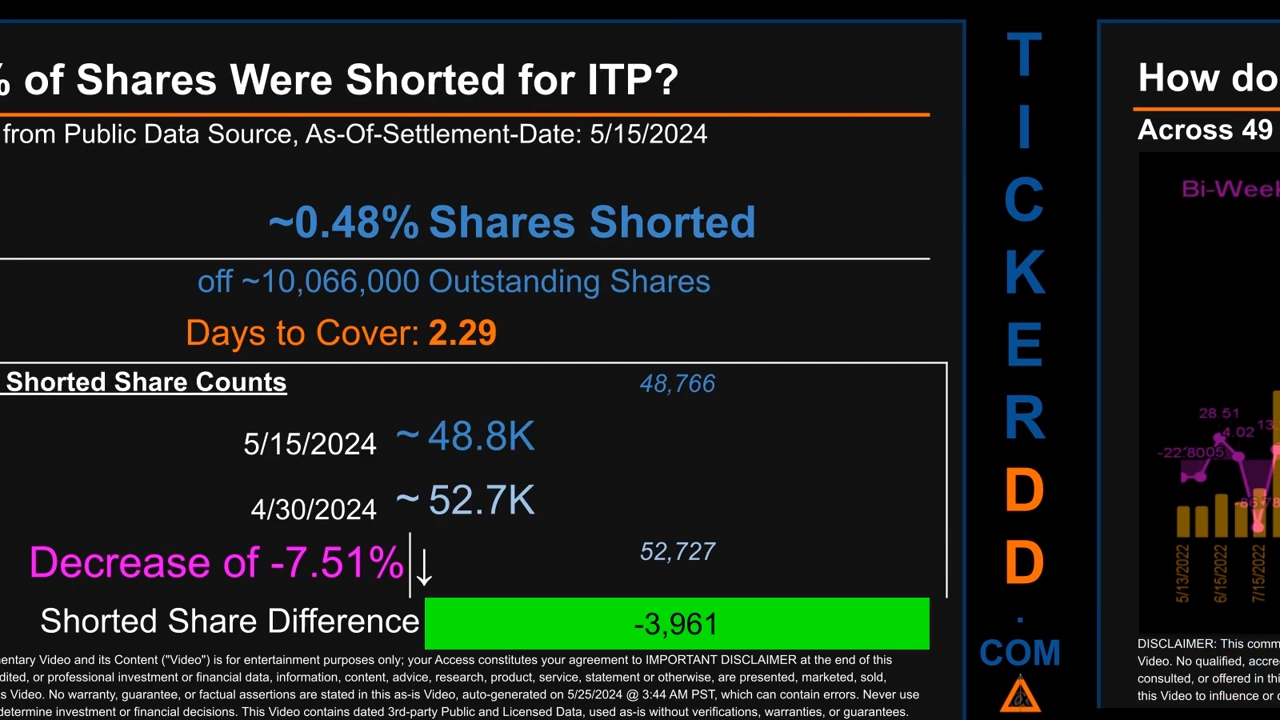 % of Shares Were Shorted for ITP?
from Public Data Source, As-Of-Settlement-Date: 5/15/2024
~0.48% Shares Shorted
off ~10,066,000 Outstanding Shares
Days to Cover: 2.29
Shorted Share Counts
48,766
5/15/2024 ~ 48.8K
4/30/2024 ~ 52.7K
52,727
Decrease of -7.51% ↓
Shorted Share Difference -3,961
mentary Video and its Content ("Video") is for entertainment purposes only; your Access constitutes your agreement to IMPORTANT DISCLAIMER at the end of this
dited, or professional investment or financial data, information, content, advice, research, product, service, statement or otherwise, are presented, marketed, sold,
s Video. No warranty, guarantee, or factual assertions are stated in this as-is Video, auto-generated on 5/25/2024 @ 3:44 AM PST, which can contain errors. Never use
determine investment or financial decisions. This Video contains dated 3rd-party Public and Licensed Data, used as-is without verifications, warranties, or guarantees.
T
I
C
K
E
R
D
D
.
COM
How do
Across 49
Bi-Week
28.51
4.02
13.
-22.8005
-86.78
5/13/2022
6/15/2022
7/15/2022
DISCLAIMER: This comm
Video. No qualified, accre
consulted, or offered in thi
this Video to influence or d